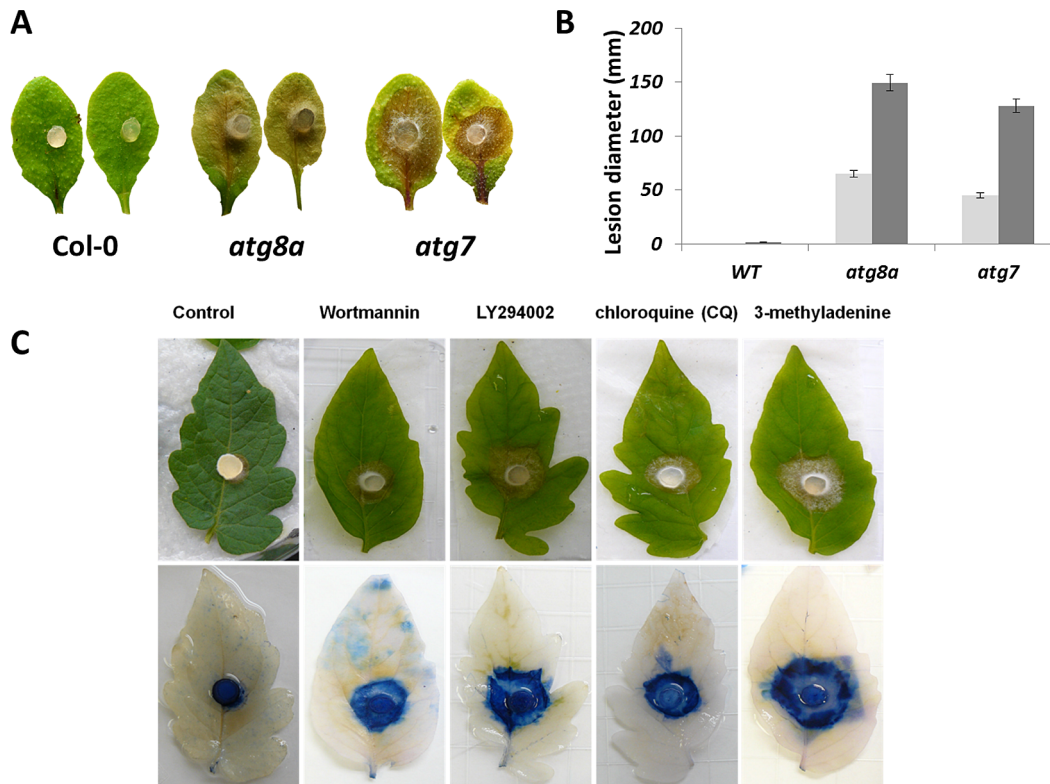 A
B
Col-0
atg8a
atg7
Lesion diameter (mm)
200
150
100
50
0
WT
atg8a
atg7
C
Control
Wortmannin
LY294002
chloroquine (CQ)
3-methyladenine